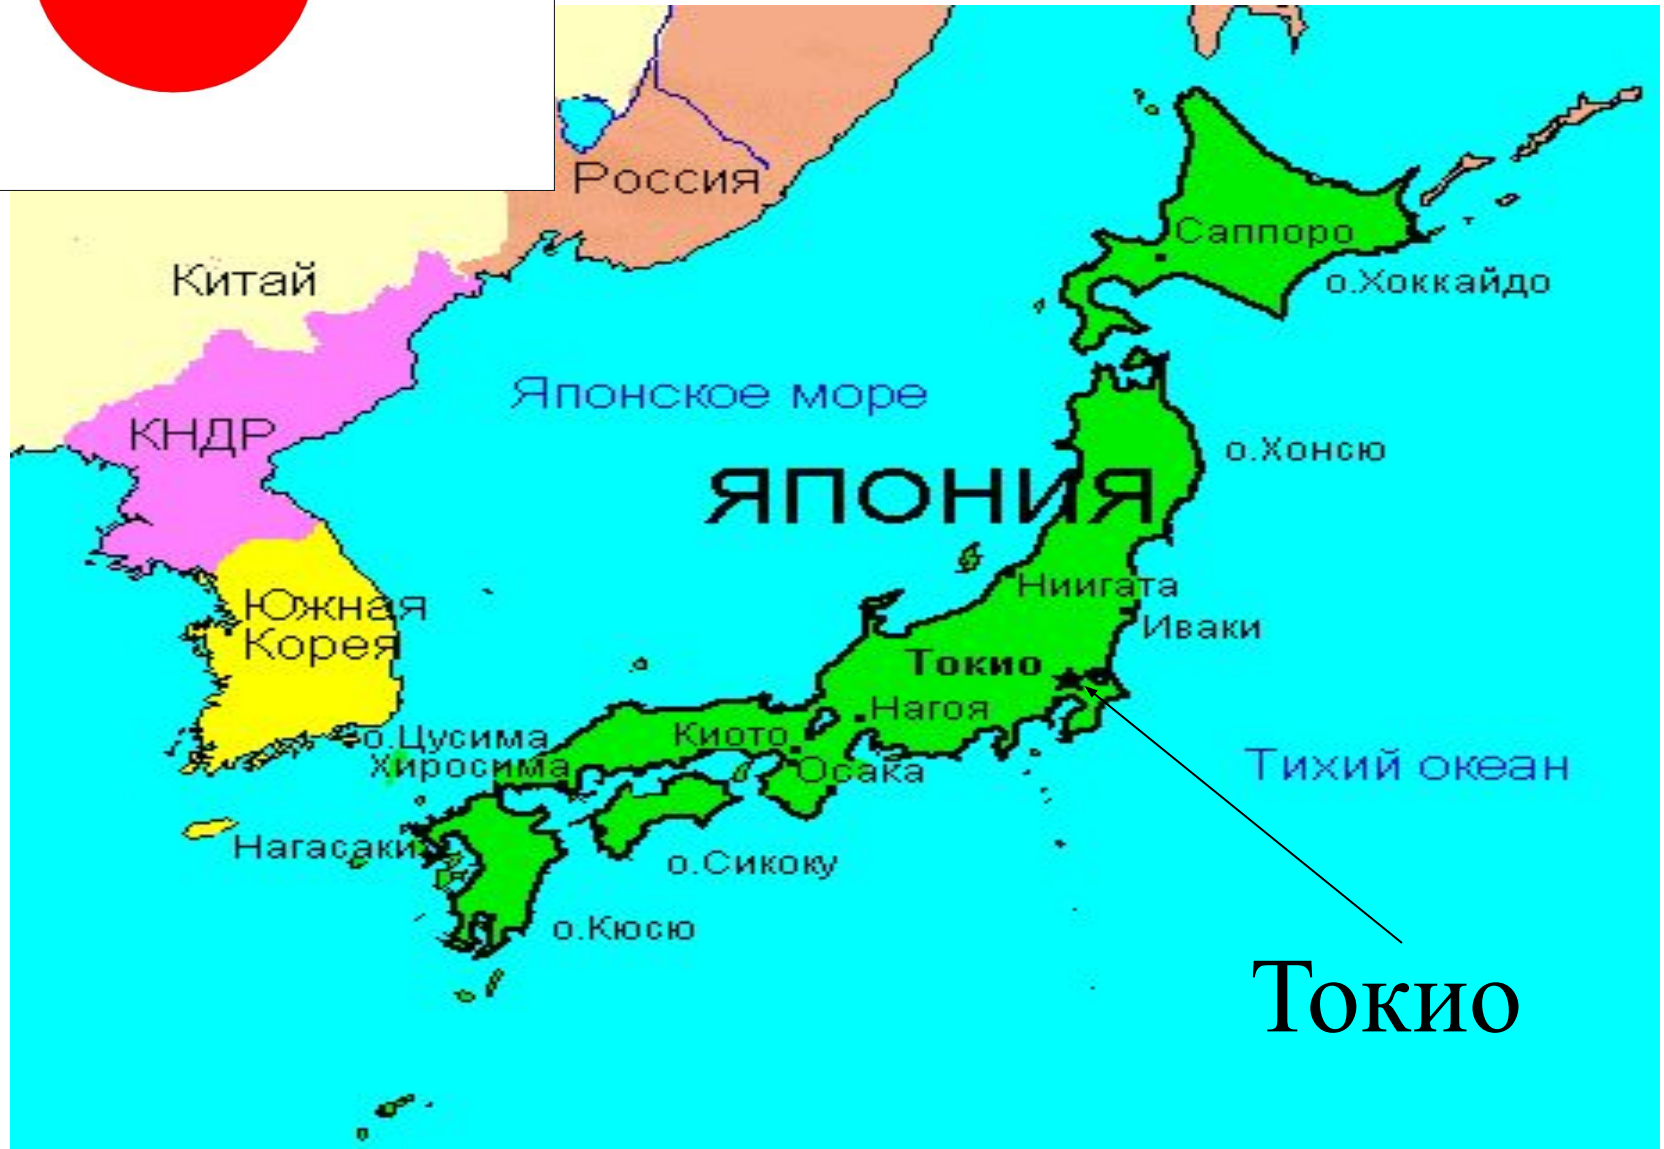 Россия
Саппоро
Китай
о.Хоккайдо
Японское море
КНДР
о.Хонсю
ЯПОНИЯ
Ниигата
Южная
Корея
Иваки
Токио
Нагоя
Киото
о.Цусима
Хиросима
Осака
Тихий океан
Нагасаки
о.Сикоку
о.Кюсю
Токио